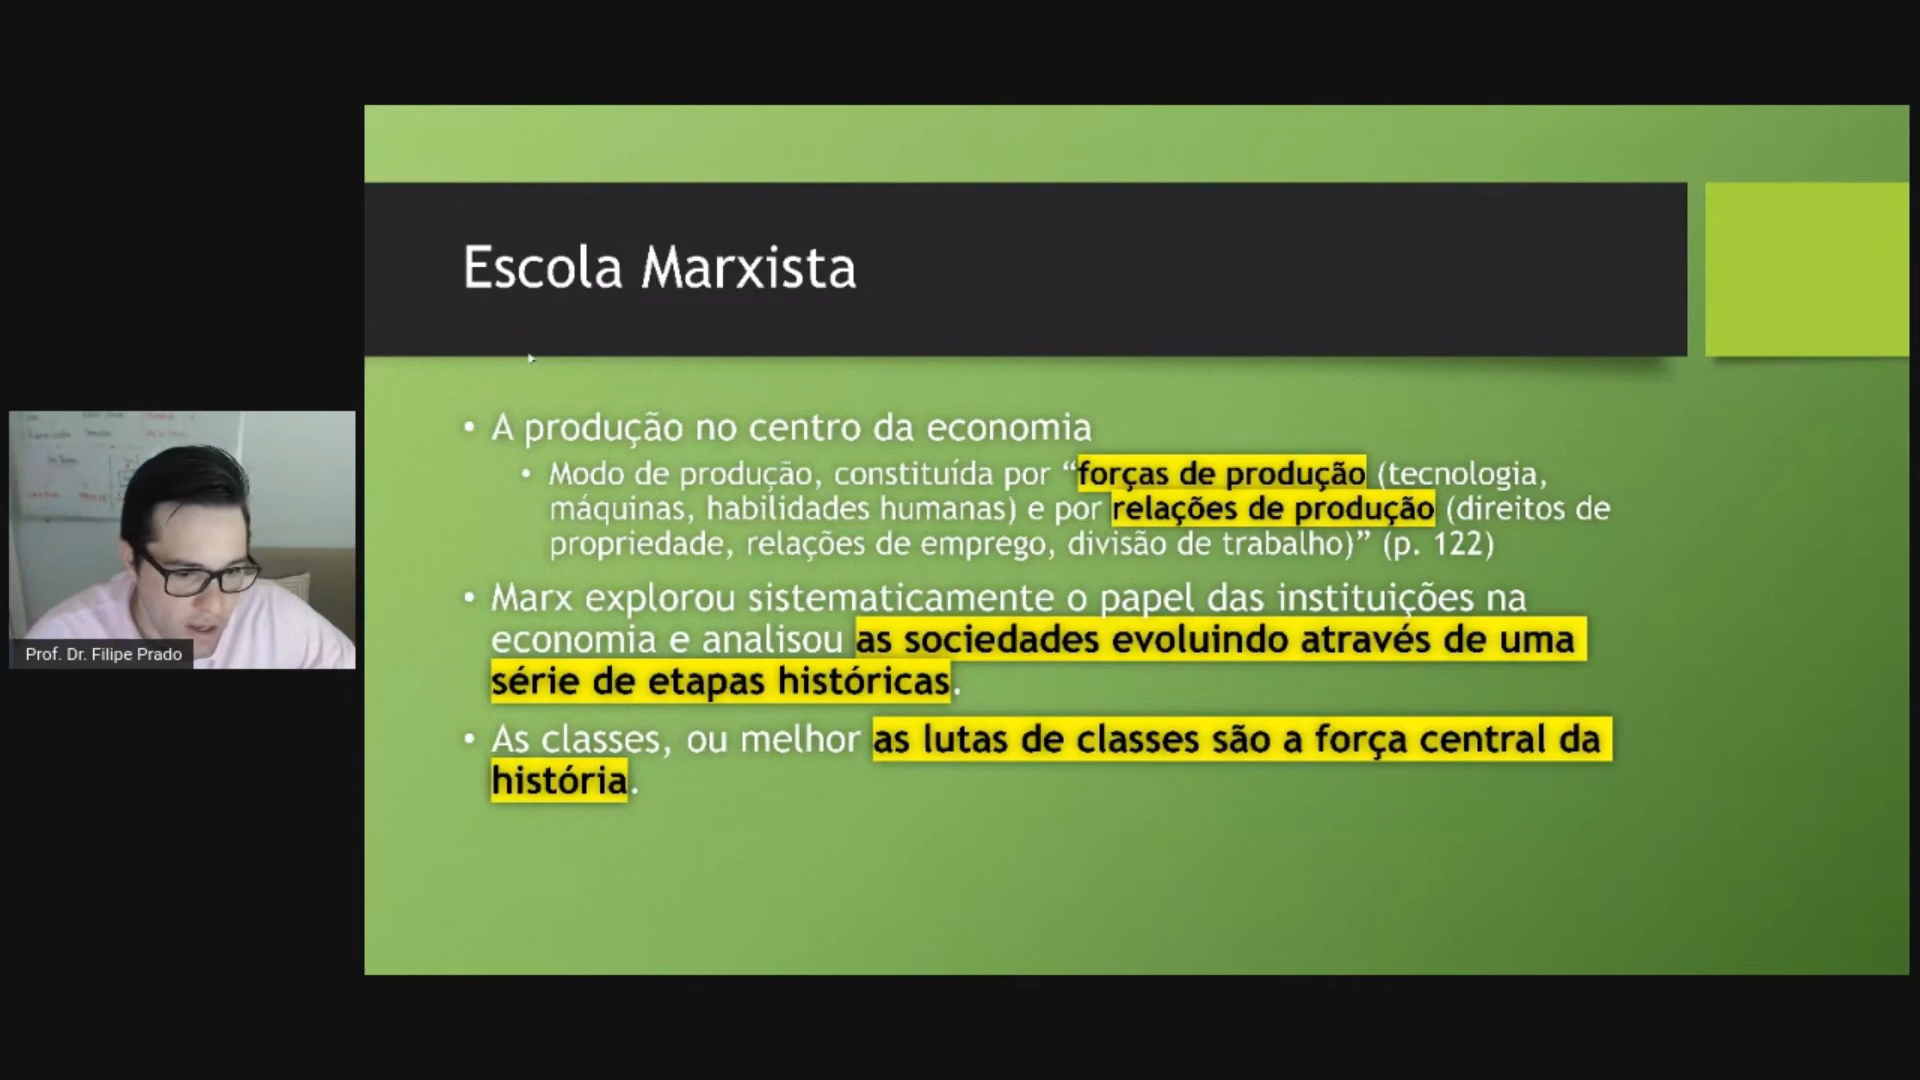 Escola Marxista
• A produção no centro da economia
• Modo de produção, constituída por “forças de produção (tecnologia,
máquinas, habilidades humanas) e por relações de produção (direitos de
propriedade, relações de emprego, divisão de trabalho)” (p. 122)
• Marx explorou sistematicamente o papel das instituições na
economia e analisou as sociedades evoluindo através de uma
série de etapas históricas.
• As classes, ou melhor as lutas de classes são a força central da
história.
Prof. Dr. Filipe Prado